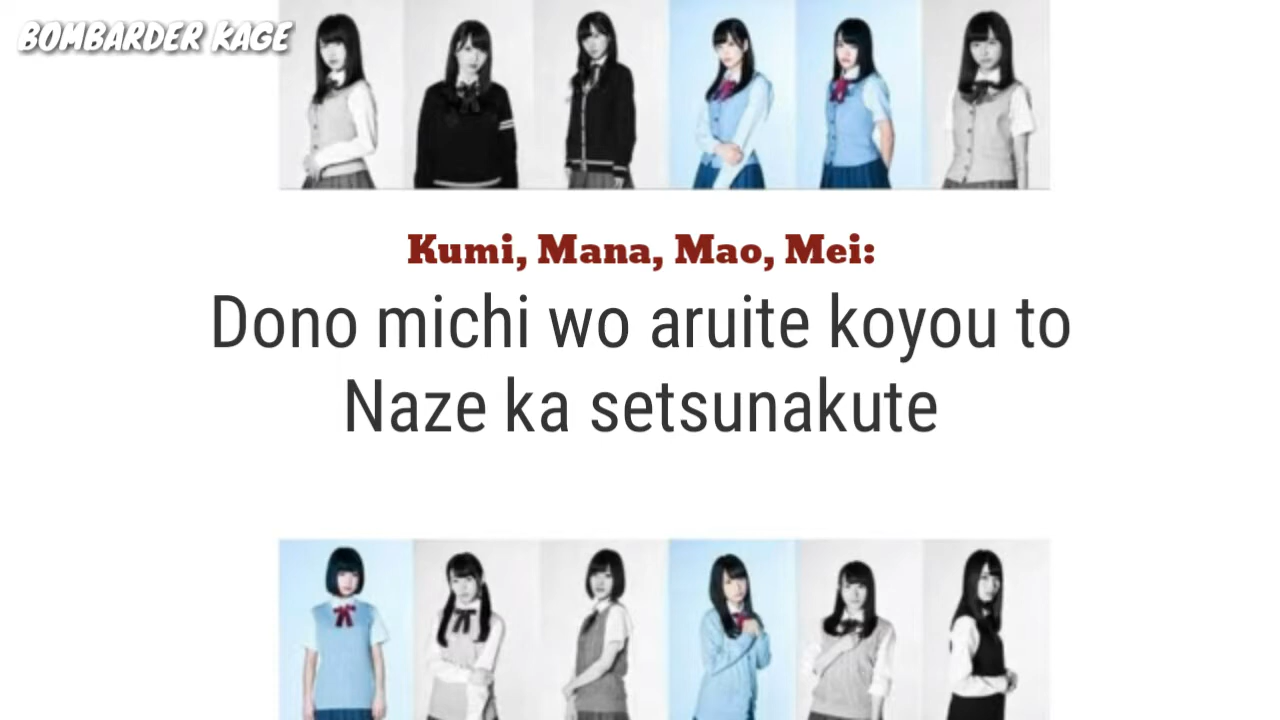 BOMBARDER KAGE
Kumi, Mana, Mao, Mei:
Dono michi wo aruite koyou to
Naze ka setsunakute